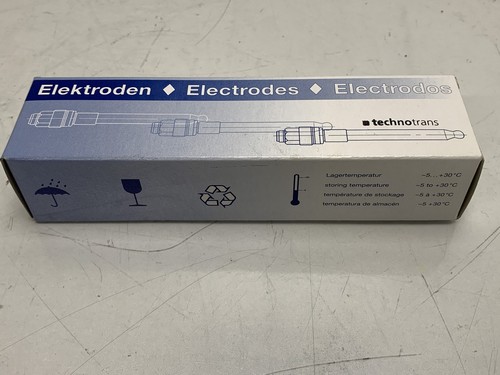 Elektroden ◆ Electrodes ◆ Electrodos
technotrans
Lagertemperatur -5...+30°C
storing temperature -5 to +30°C
température de stockage -5 à +30°C
temperatura de almacén -5 +30°C